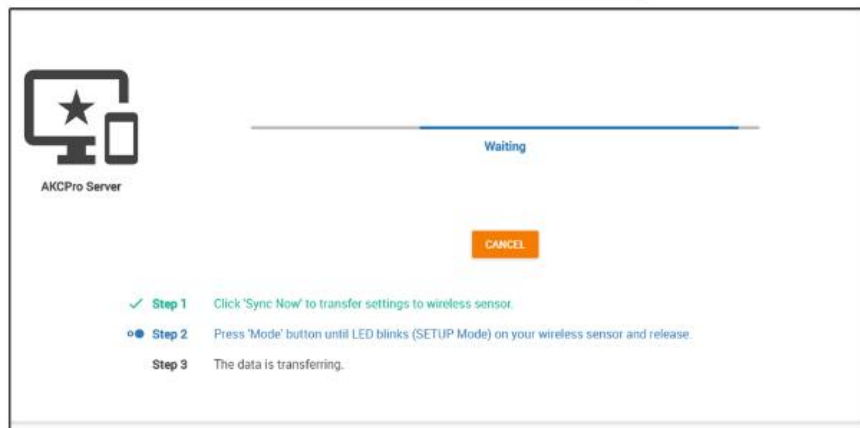 Waiting
AKCPro Server
CANCEL
Step 1 Click 'Sync Now' to transfer settings to wireless sensor.
Step 2 Press 'Mode' button until LED blinks (SETUP Mode) on your wireless sensor and release.
Step 3 The data is transferring.